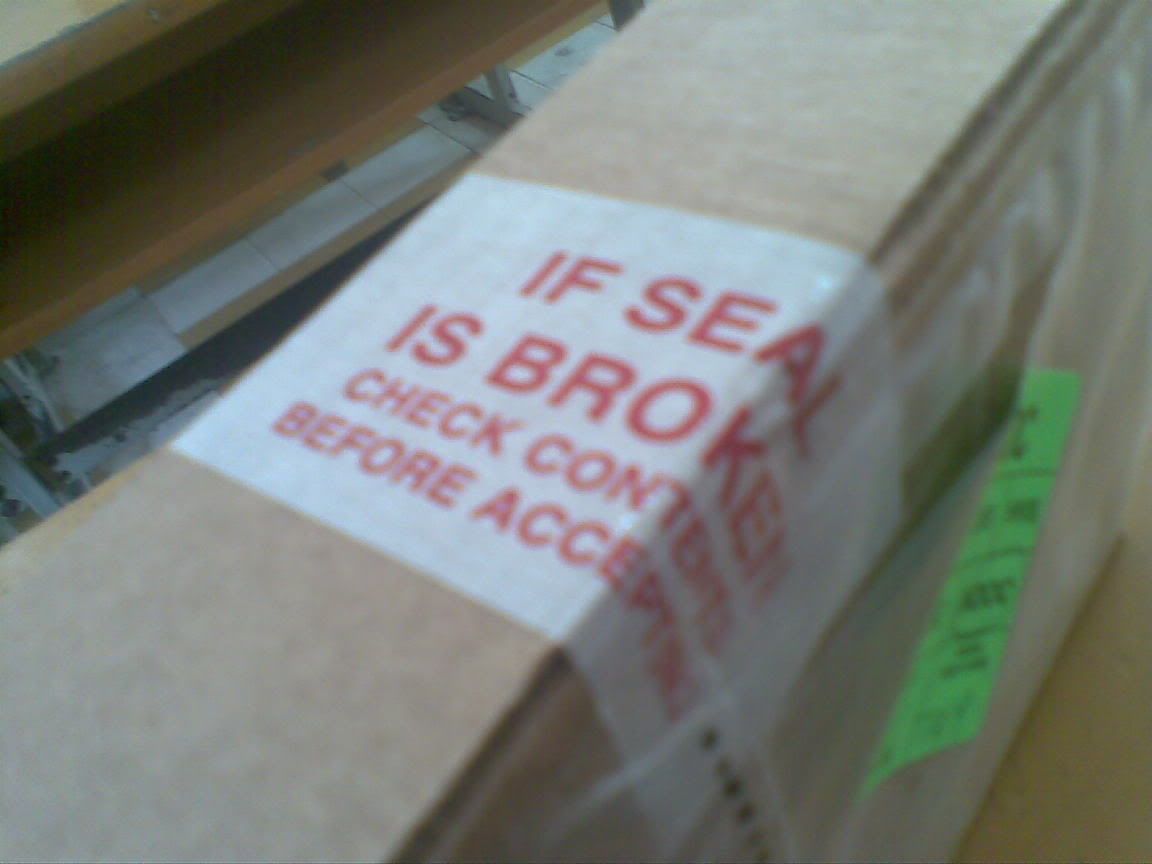 IF SEAL
IS BROKEN
CHECK CONTENTS
BEFORE ACCEPTING